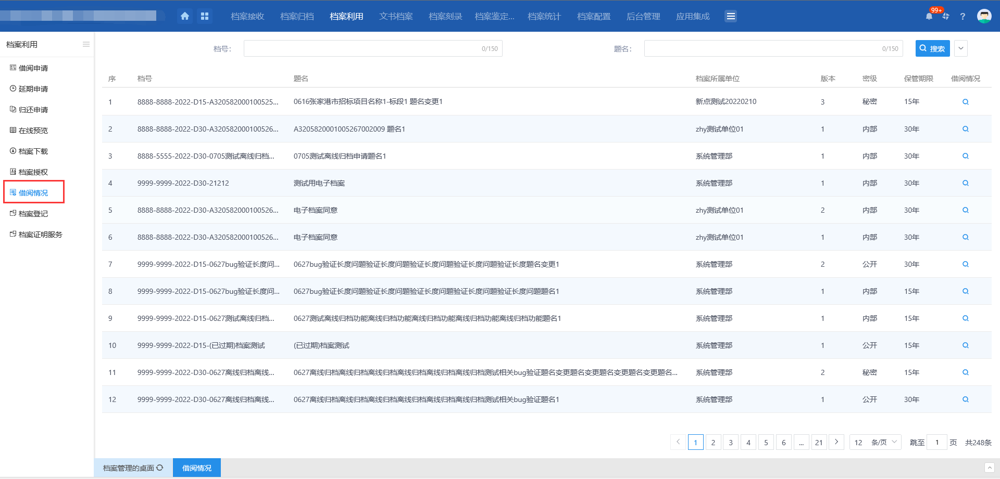 档案接收 档案归档 档案利用 文书档案 档案刻录 档案鉴定... 档案统计 档案配置 后台管理 应用集成 99+ ?
档案利用
借阅申请
延期申请
归还申请
在线预览
档案下载
档案授权
借阅情况
档案登记
档案证明服务
档号： 0/150 题名： 0/150 搜索
序 档号 题名 档案所属单位 版本 密级 保管期限 借阅情况
1 8888-8888-2022-D15-A320582000100525... 0616张家港市招标项目名称1-标段1 题名变更1 新点测试20220210 3 秘密 15年
2 8888-8888-2022-D30-A320582000100526... A3205820001005267002009 题名1 zhy测试单位01 1 内部 30年
3 8888-5555-2022-D30-0705测试离线归档... 0705测试离线归档申请题名1 系统管理部 1 内部 30年
4 9999-9999-2022-D30-21212 测试用电子档案 系统管理部 1 内部 30年
5 8888-8888-2022-D30-A320582000100526... 电子档案同意 zhy测试单位01 2 内部 30年
6 8888-8888-2022-D30-A320582000100526... 电子档案同意 zhy测试单位01 1 内部 30年
7 9999-9999-2022-D15-0627bug验证长度问... 0627bug验证长度问题验证长度问题验证长度问题验证长度问题验证长度题名变更1 系统管理部 2 公开 30年
8 9999-9999-2022-D15-0627bug验证长度问... 0627bug验证长度问题验证长度问题验证长度问题验证长度问题验证长度问题题名1 系统管理部 1 内部 15年
9 9999-9999-2022-D15-0627测试离线归档... 0627测试离线归档功能离线归档功能离线归档功能离线归档功能离线归档功能题名1 系统管理部 1 内部 15年
10 9999-9999-2022-D15-(已过期)档案测试 (已过期)档案测试 系统管理部 1 公开 15年
11 9999-9999-2022-D30-0627离线归档离线... 0627离线归档离线归档离线归档离线归档离线归档离线归档测试相关bug验证题名变更题名变更题名变更题名变更题名... 系统管理部 2 秘密 15年
12 9999-9999-2022-D30-0627离线归档离线... 0627离线归档离线归档离线归档离线归档离线归档离线归档测试相关bug验证题名1 系统管理部 1 公开 30年
1 2 3 4 5 6 ... 21 12 条/页 跳至 1 页 共248条
档案管理的桌面 借阅情况